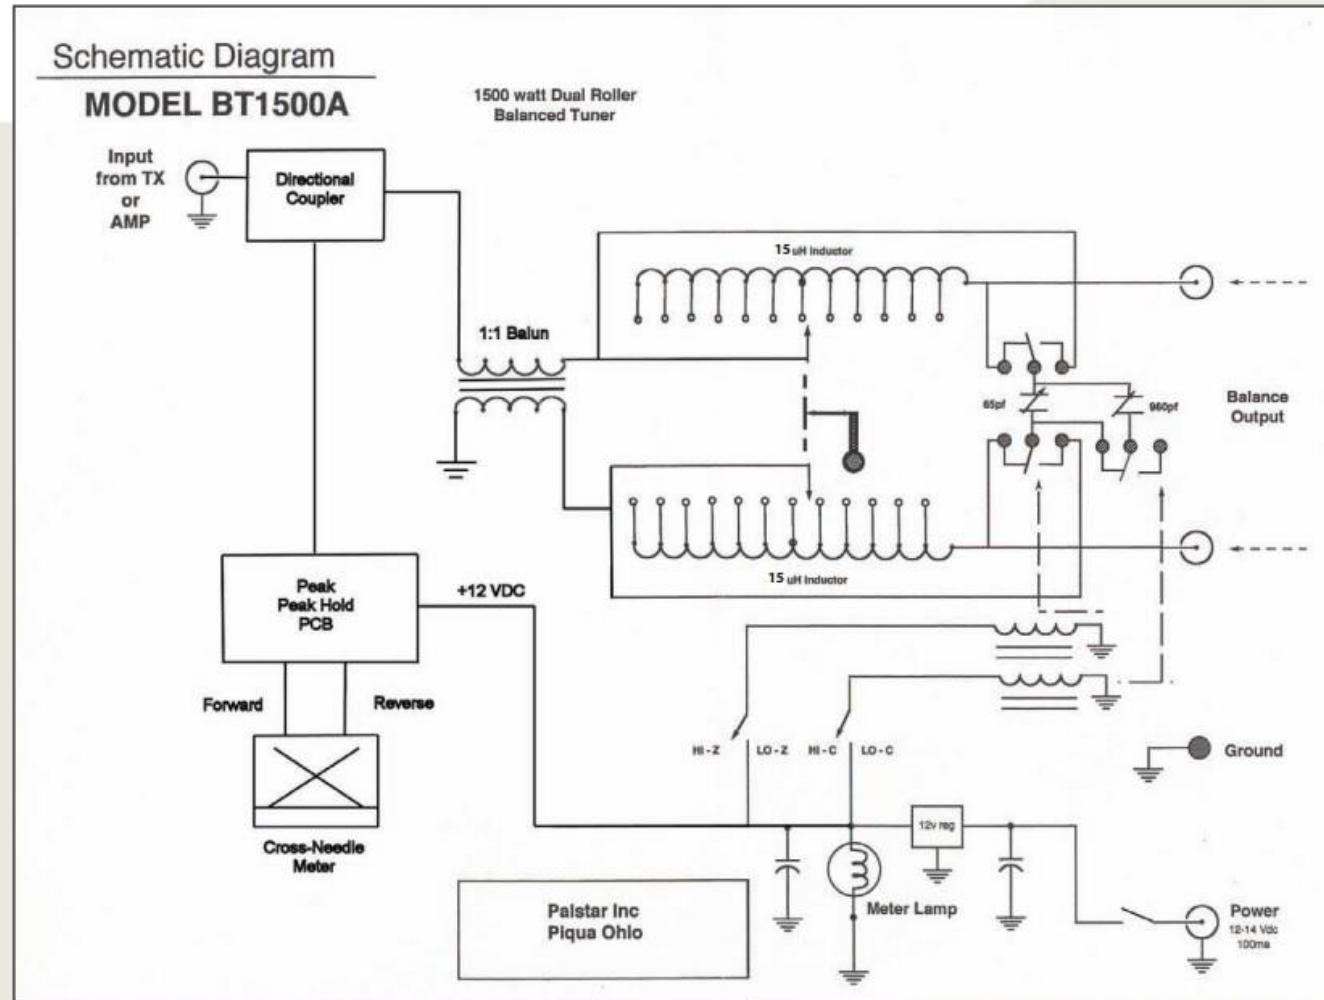 Schematic Diagram
MODEL BT1500A
1500 watt Dual Roller
Balanced Tuner
Input
from TX
or
AMP
Directional
Coupler
15 uH Inductor
1:1 Balun
65pf
960pf
Balance
Output
15 uH Inductor
Peak
Peak Hold
PCB
+12 VDC
Forward
Reverse
HI - Z
LO - Z
HI - C
LO - C
Ground
Cross-Needle
Meter
12v reg
Meter Lamp
Palstar Inc
Piqua Ohio
Power
12-14 Vdc
100ma